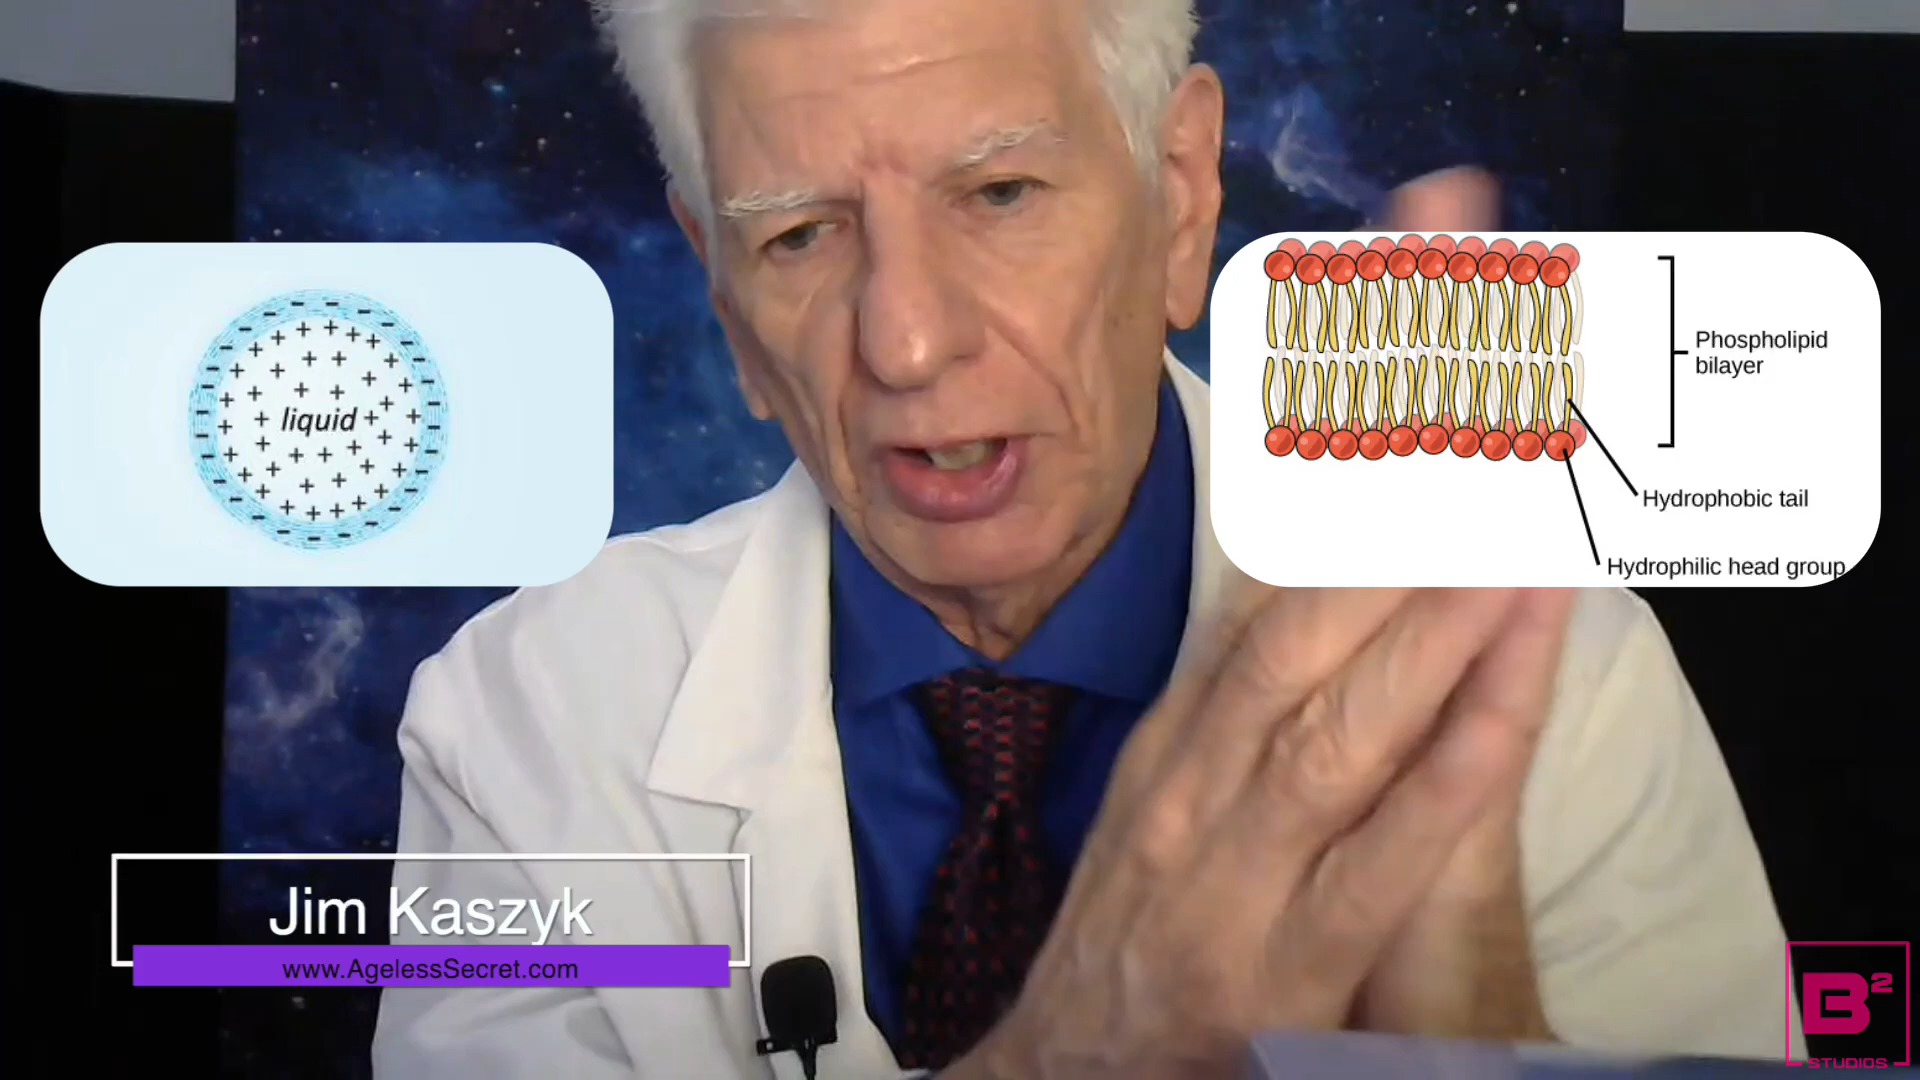 liquid
Phospholipid
bilayer
Hydrophobic tail
Hydrophilic head group
Jim Kaszyk
www.AgelessSecret.com
B2
STUDIOS